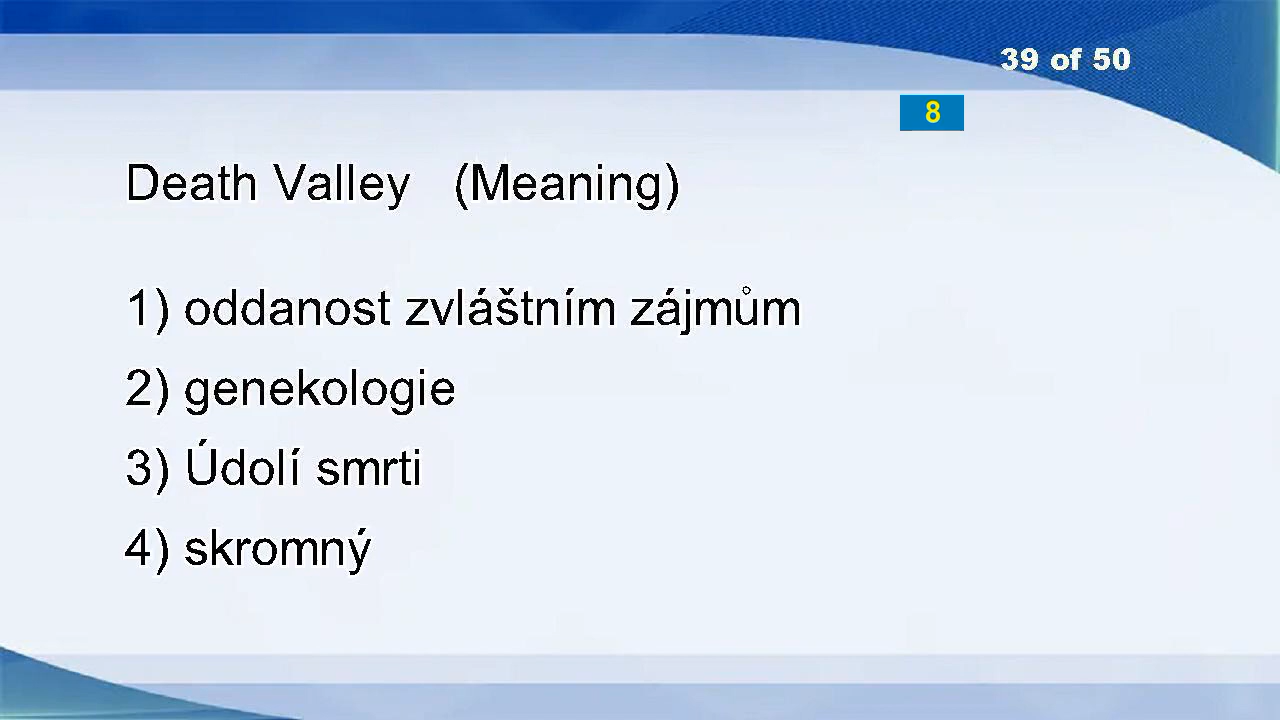 39 of 50
8
Death Valley (Meaning)
1) oddanost zvláštním zájmům
2) genekologie
3) Údolí smrti
4) skromný